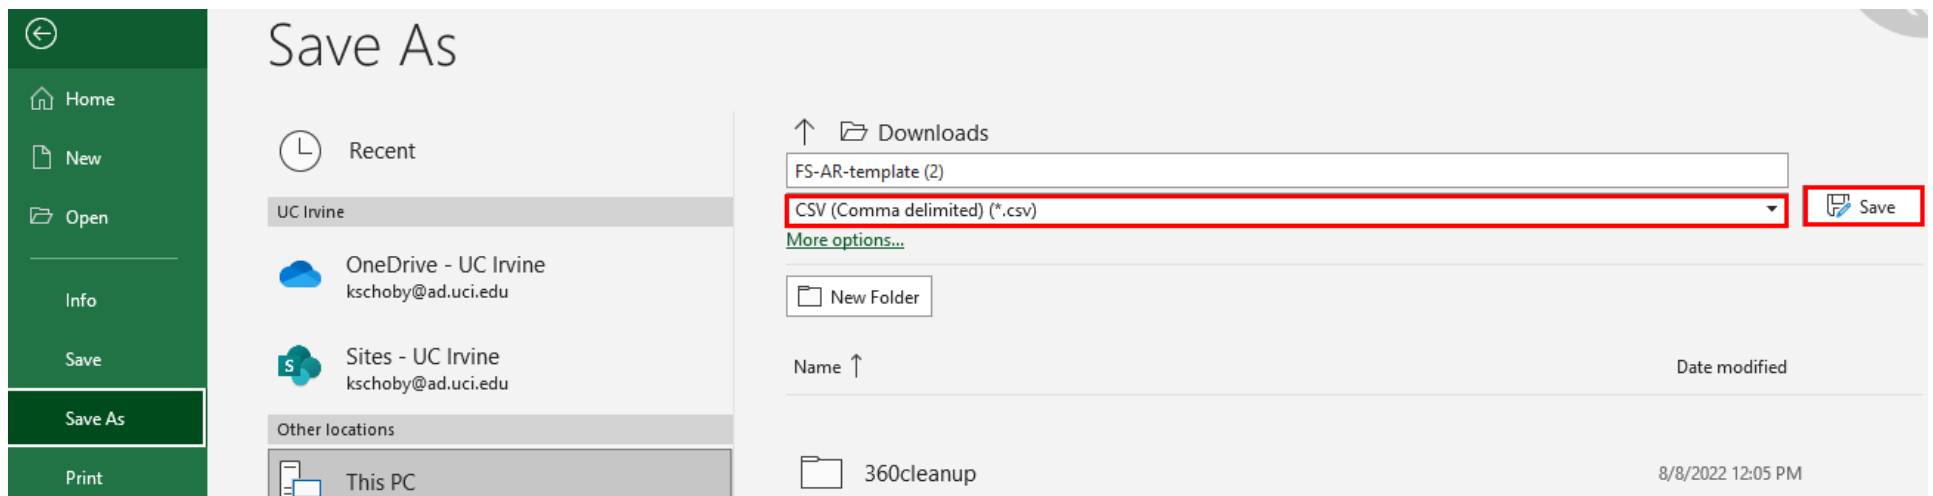 Save As
Home
New
Open
Info
Save
Save As
Print
Recent
UC Irvine
OneDrive - UC Irvine
kschoby@ad.uci.edu
S
Sites - UC Irvine
kschoby@ad.uci.edu
Other locations
This PC
Downloads
FS-AR-template (2)
CSV (Comma delimited) (*.csv)
Save
More options...
New Folder
Name
Date modified
360cleanup
8/8/2022 12:05 PM